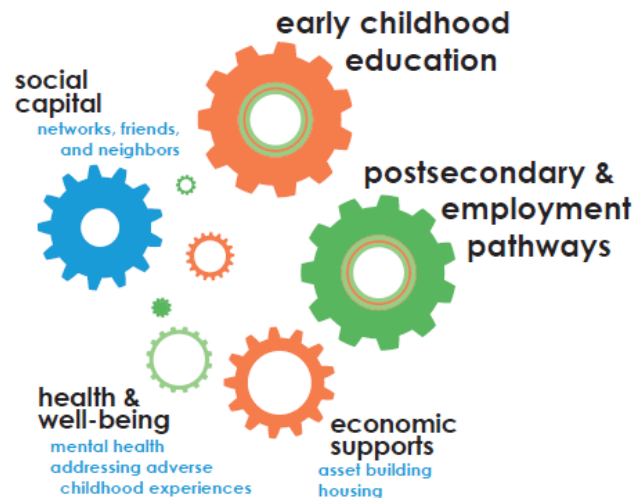 early childhood
education
social
capital
networks, friends,
and neighbors
postsecondary &
employment
pathways
health &
well-being
mental health
addressing adverse
childhood experiences
economic
supports
asset building
housing